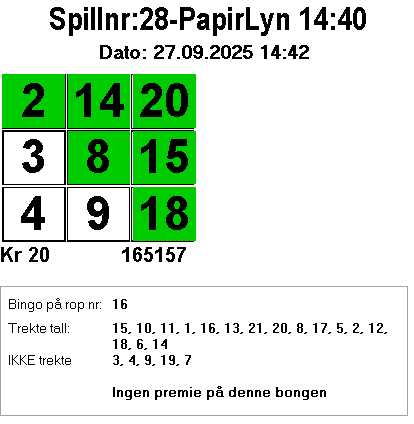 Spillnr:28-PapirLyn 14:40
Dato: 27.09.2025 14:42
2 14 20
3 8 15
4 9 18
Kr 20 165157
Bingo på rop nr: 16
Trekte tall: 15, 10, 11, 1, 16, 13, 21, 20, 8, 17, 5, 2, 12,
18, 6, 14
IKKE trekte 3, 4, 9, 19, 7
Ingen premie på denne bongen